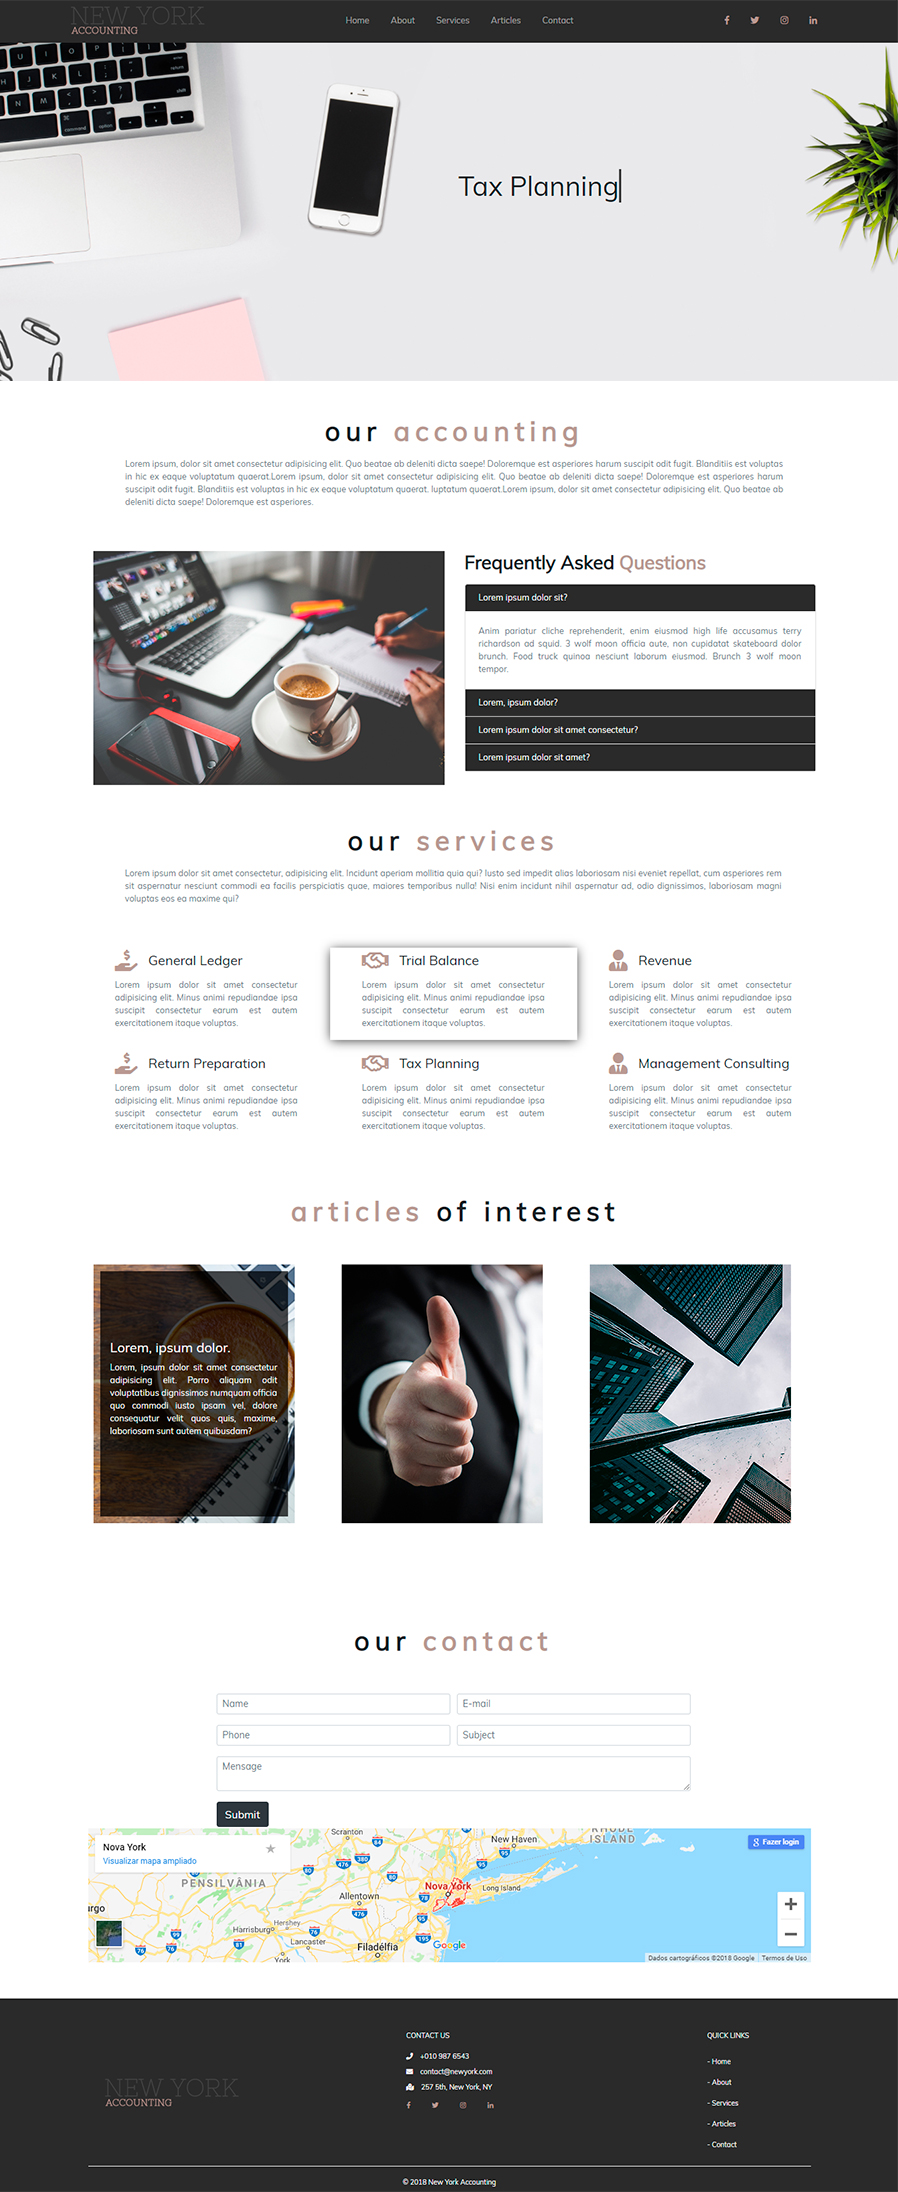 NEW YORK
ACCOUNTING
Home About Services Articles Contact
Tax Planning
our accounting
Lorem ipsum, dolor sit amet consectetur adipisicing elit. Quo beatae ab deleniti dicta saepe! Doloremque est asperiores harum suscipit odit fugit. Blanditiis est voluptas
in hic ex eaque voluptatum quaerat.Lorem ipsum, dolor sit amet consectetur adipisicing elit. Quo beatae ab deleniti dicta saepe! Doloremque est asperiores harum
suscipit odit fugit. Blanditiis est voluptas in hic ex eaque voluptatum quaerat. luptatum quaerat.Lorem ipsum, dolor sit amet consectetur adipisicing elit. Quo beatae ab
deleniti dicta saepe! Doloremque est asperiores.
Frequently Asked Questions
Lorem ipsum dolor sit?
Anim pariatur cliche reprehenderit, enim eiusmod high life accusamus terry
richardson ad squid. 3 wolf moon officia aute, non cupidatat skateboard dolor
brunch. Food truck quinoa nesciunt laborum eiusmod. Brunch 3 wolf moon
tempor.
Lorem, ipsum dolor?
Lorem ipsum dolor sit amet consectetur?
Lorem ipsum dolor sit amet?
our services
Lorem ipsum dolor sit amet consectetur, adipisicing elit. Incidunt aperiam mollitia quia qui? Iusto sed impedit alias laboriosam nisi eveniet repellat, cum asperiores rem
sit aspernatur nesciunt commodi ea facilis perspiciatis quae, maiores temporibus nulla! Nisi enim incidunt nihil aspernatur ad, odio dignissimos, laboriosam magni
voluptas eos ea maxime qui?
General Ledger
Lorem ipsum dolor sit amet consectetur
adipisicing elit. Minus animi repudiandae ipsa
suscipit consectetur earum est autem
exercitationem itaque voluptas.
Trial Balance
Lorem ipsum dolor sit amet consectetur
adipisicing elit. Minus animi repudiandae ipsa
suscipit consectetur earum est autem
exercitationem itaque voluptas.
Revenue
Lorem ipsum dolor sit amet consectetur
adipisicing elit. Minus animi repudiandae ipsa
suscipit consectetur earum est autem
exercitationem itaque voluptas.
Return Preparation
Lorem ipsum dolor sit amet consectetur
adipisicing elit. Minus animi repudiandae ipsa
suscipit consectetur earum est autem
exercitationem itaque voluptas.
Tax Planning
Lorem ipsum dolor sit amet consectetur
adipisicing elit. Minus animi repudiandae ipsa
suscipit consectetur earum est autem
exercitationem itaque voluptas.
Management Consulting
Lorem ipsum dolor sit amet consectetur
adipisicing elit. Minus animi repudiandae ipsa
suscipit consectetur earum est autem
exercitationem itaque voluptas.
articles of interest
Lorem, ipsum dolor.
Lorem, ipsum dolor sit amet consectetur
adipisicing elit. Porro aliquam odit
voluptatibus dignissimos numquam officia
quo commodi iusto ipsam vel, dolore
consequatur velit quos quis, maxime,
laboriosam sunt autem quibusdam?
our contact
Name
E-mail
Phone
Subject
Mensage
Submit
Nova York
Visualizar mapa ampliado
Fazer login
Scranton
New Haven
RHODE
ISLAND
PENSILVÂNIA
Nova York
Long Island
Allentown
urgo
Harrisburg
Hershey
Lancaster
York
Filadélfia
Google
Dados cartográficos ©2018 Google
Termos de Uso
NEW YORK
ACCOUNTING
CONTACT US
+010 987 6543
contact@newyork.com
257 5th, New York, NY
QUICK LINKS
- Home
- About
- Services
- Articles
- Contact
© 2018 New York Accounting